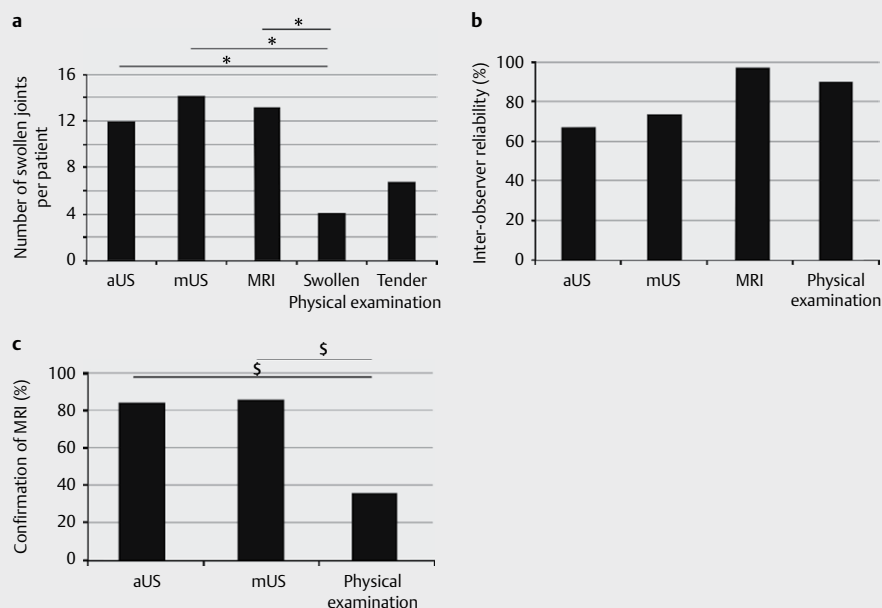 a
*
*
*
Number of swollen joints
per patient
16
12
8
4
0
aUS
mUS
MRI
Swollen
Tender
Physical examination
b
Inter-observer reliability (%)
100
80
60
40
20
0
aUS
mUS
MRI
Physical
examination
c
$
$
Confirmation of MRI (%)
100
80
60
40
20
0
aUS
mUS
Physical
examination